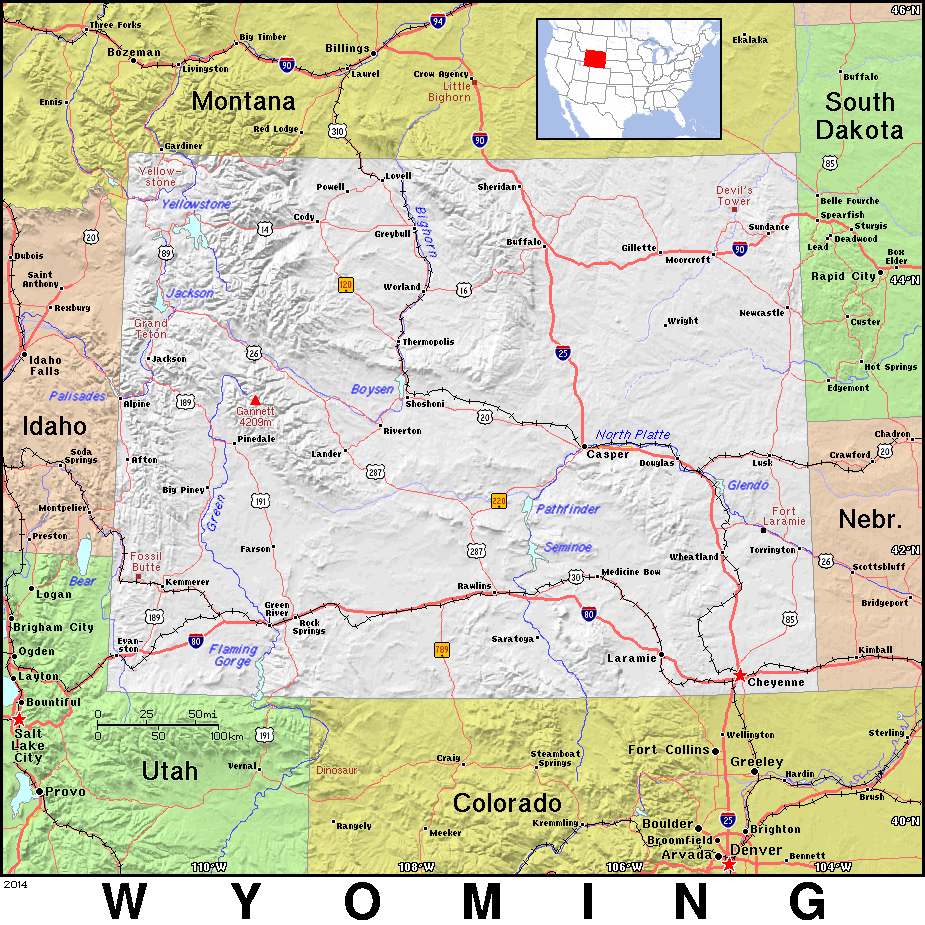 46°N
Three Forks
94
Big Timber
Bozeman
Billings
Ekalaka
Livingston
90
Laurel
Crow Agency
Buffalo
Little
Bighorn
Ennis
Montana
South
Dakota
Red Lodge
310
90
Gardiner
85
Yellow-
stone
Lovell
Powell
Sheridan
Devil's
Tower
Belle Fourche
Yellowstone
Cody
Bighorn
Spearfish
Sturgis
20
14
Greybull
Sundance
Deadwood
Lead
89
Buffalo
Gillette
90
Moorcroft
Box
Elder
Dubois
Saint
Anthony
Rapid City
44°N
120
Worland
16
Jackson
Rexburg
Newcastle
Grand
Teton
Wright
Custer
Thermopolis
Idaho
Falls
Jackson
26
25
Hot Springs
Palisades
Boysen
Edgemont
Alpine
189
Gannett
4209m
Shoshoni
20
Idaho
Riverton
North Platte
Chadron
Pinedale
Soda
Springs
Afton
Lander
Casper
Douglas
Lusk
Crawford
20
287
Big Piney
Green
191
220
Glendo
Montpelier
Pathfinder
Fort
Laramie
Nebr.
Preston
Farson
287
Seminoe
Wheatland
Torrington
42°N
26
Fossil
Butte
Bear
Kemmerer
Rawlins
30
Medicine Bow
Scottsbluff
Logan
Bridgeport
Green
River
Rock
Springs
189
80
85
Brigham City
Evan-
ston
80
Saratoga
Ogden
Flaming
Gorge
789
Laramie
Kimball
Layton
Cheyenne
Bountiful
0 25 50mi
0 50 100km
Salt
Lake
City
191
Wellington
Sterling
Fort Collins
Utah
Vernal
Dinosaur
Craig
Steamboat
Springs
Greeley
Hardin
Provo
Colorado
Brush
Rangely
Meeker
Kremmling
Boulder
25
Brighton
40°N
Broomfield
Arvada
Denver
Bennett
110°W
108°W
106°W
104°W
2014
WYOMING